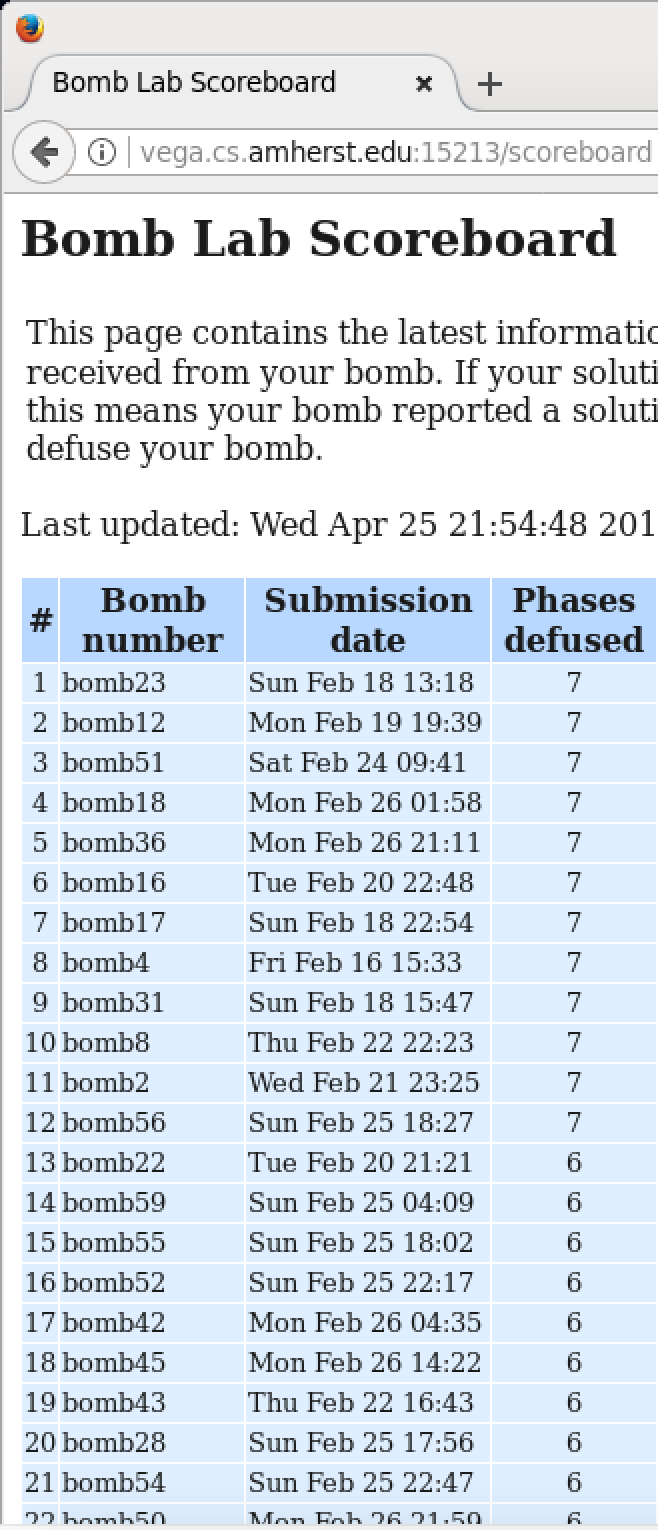 Bomb Lab Scoreboard
vega.cs.amherst.edu:15213/scoreboard
Bomb Lab Scoreboard
This page contains the latest informatio
received from your bomb. If your soluti
this means your bomb reported a soluti
defuse your bomb.
Last updated: Wed Apr 25 21:54:48 201
# Bomb number Submission date Phases defused
1 bomb23 Sun Feb 18 13:18 7
2 bomb12 Mon Feb 19 19:39 7
3 bomb51 Sat Feb 24 09:41 7
4 bomb18 Mon Feb 26 01:58 7
5 bomb36 Mon Feb 26 21:11 7
6 bomb16 Tue Feb 20 22:48 7
7 bomb17 Sun Feb 18 22:54 7
8 bomb4 Fri Feb 16 15:33 7
9 bomb31 Sun Feb 18 15:47 7
10 bomb8 Thu Feb 22 22:23 7
11 bomb2 Wed Feb 21 23:25 7
12 bomb56 Sun Feb 25 18:27 7
13 bomb22 Tue Feb 20 21:21 6
14 bomb59 Sun Feb 25 04:09 6
15 bomb55 Sun Feb 25 18:02 6
16 bomb52 Sun Feb 25 22:17 6
17 bomb42 Mon Feb 26 04:35 6
18 bomb45 Mon Feb 26 14:22 6
19 bomb43 Thu Feb 22 16:43 6
20 bomb28 Sun Feb 25 17:56 6
21 bomb54 Sun Feb 25 22:47 6
22 bomb50 Mon Feb 26 21:59 6